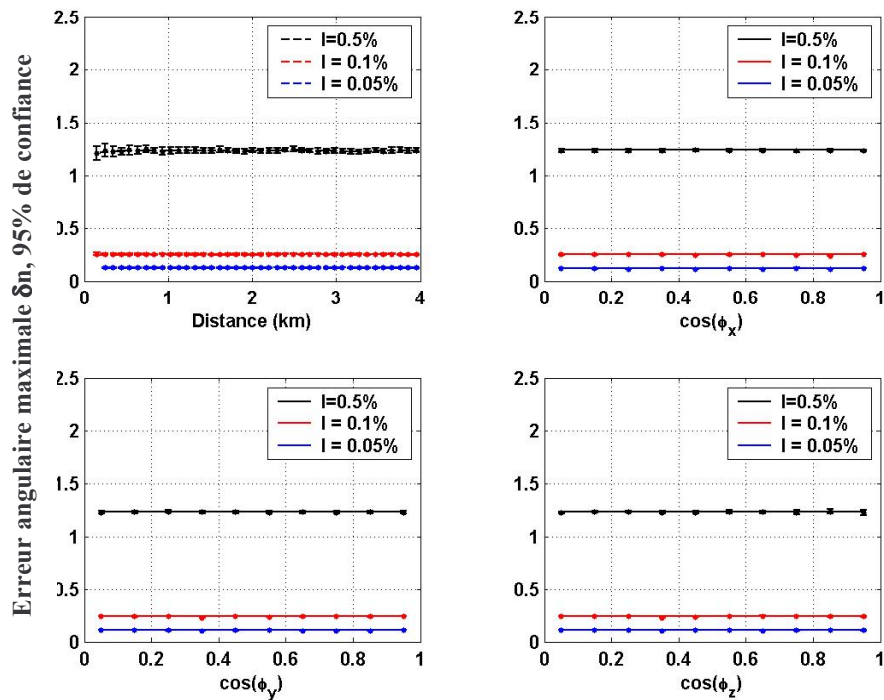 Erreur angulaire maximale δn, 95% de confiance
2.5
2
1.5
1
0.5
0
I=0.5%
I = 0.1%
I = 0.05%
0 1 2 3 4
Distance (km)
2.5
2
1.5
1
0.5
0
I=0.5%
I = 0.1%
I = 0.05%
0 0.2 0.4 0.6 0.8 1
cos(ϕx)
2.5
2
1.5
1
0.5
0
I=0.5%
I = 0.1%
I = 0.05%
0 0.2 0.4 0.6 0.8 1
cos(ϕy)
2.5
2
1.5
1
0.5
0
I=0.5%
I = 0.1%
I = 0.05%
0 0.2 0.4 0.6 0.8 1
cos(ϕz)